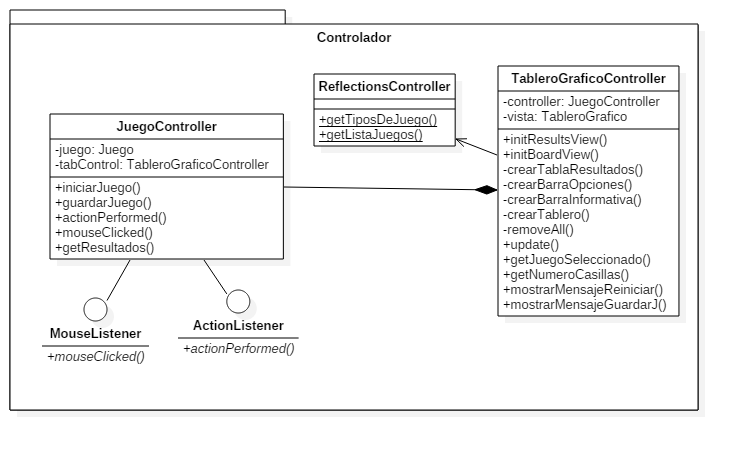 Controlador
JuegoController
-juego: Juego
-tabControl: TableroGraficoController
+iniciarJuego()
+guardarJuego()
+actionPerformed()
+mouseClicked()
+getResultados()
MouseListener
+mouseClicked()
ActionListener
+actionPerformed()
ReflectionsController
+getTiposDeJuego()
+getListaJuegos()
TableroGraficoController
-controller: JuegoController
-vista: TableroGrafico
+initResultsView()
+initBoardView()
-crearTablaResultados()
-crearBarraOpciones()
-crearBarraInformativa()
-crearTablero()
-removeAll()
+update()
+getJuegoSeleccionado()
+getNumeroCasillas()
+mostrarMensajeReiniciar()
+mostrarMensajeGuardarJ()